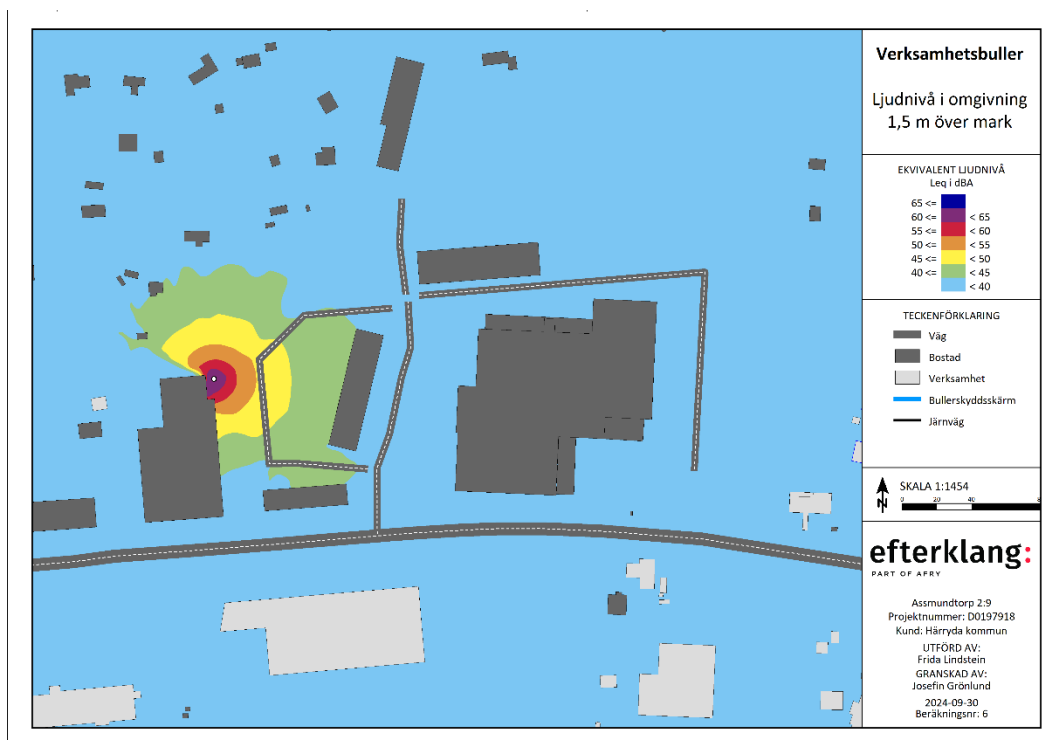 Verksamhetsbuller
Ljudnivå i omgivning
1,5 m över mark
EKVIVALENT LJUDNIVÅ
Leq i dBA
65 <=
60 <= < 65
55 <= < 60
50 <= < 55
45 <= < 50
40 <= < 45
< 40
TECKENFÖRKLARING
Väg
Bostad
Verksamhet
Bullerskyddsskärm
Järnväg
N
SKALA 1:1454
0 20 40
efterklang:
PART OF AFRY
Assmundtorp 2:9
Projektnummer: D0197918
Kund: Härryda kommun
UTFÖRD AV:
Frida Lindstein
GRANSKAD AV:
Josefin Grönlund
2024-09-30
Beräkningsnr: 6